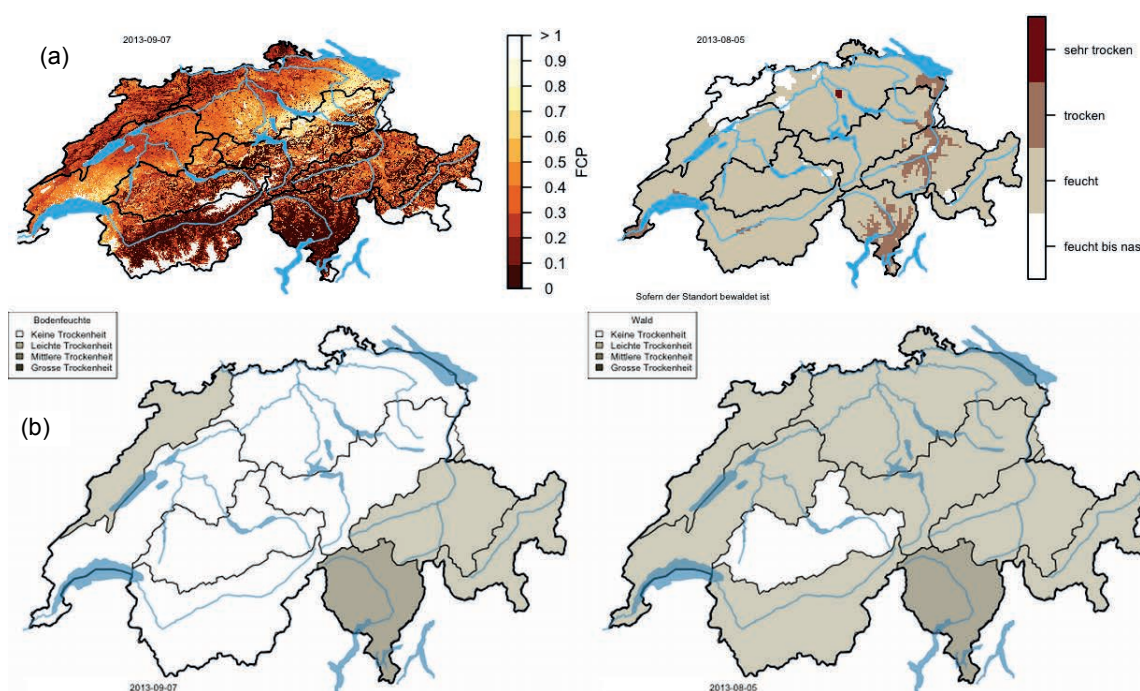 (a)
2013-09-07
> 1
0.9
0.8
0.7
0.6
0.5
0.4
0.3
0.2
0.1
0
FCP
2013-08-05
sehr trocken
trocken
feucht
feucht bis nas
Sofern der Standort bewaldet ist
(b)
Bodenfeuchte
Keine Trockenheit
Leichte Trockenheit
Mittlere Trockenheit
Grosse Trockenheit
2013-09-07
Wald
Keine Trockenheit
Leichte Trockenheit
Mittlere Trockenheit
Grosse Trockenheit
2013-08-05